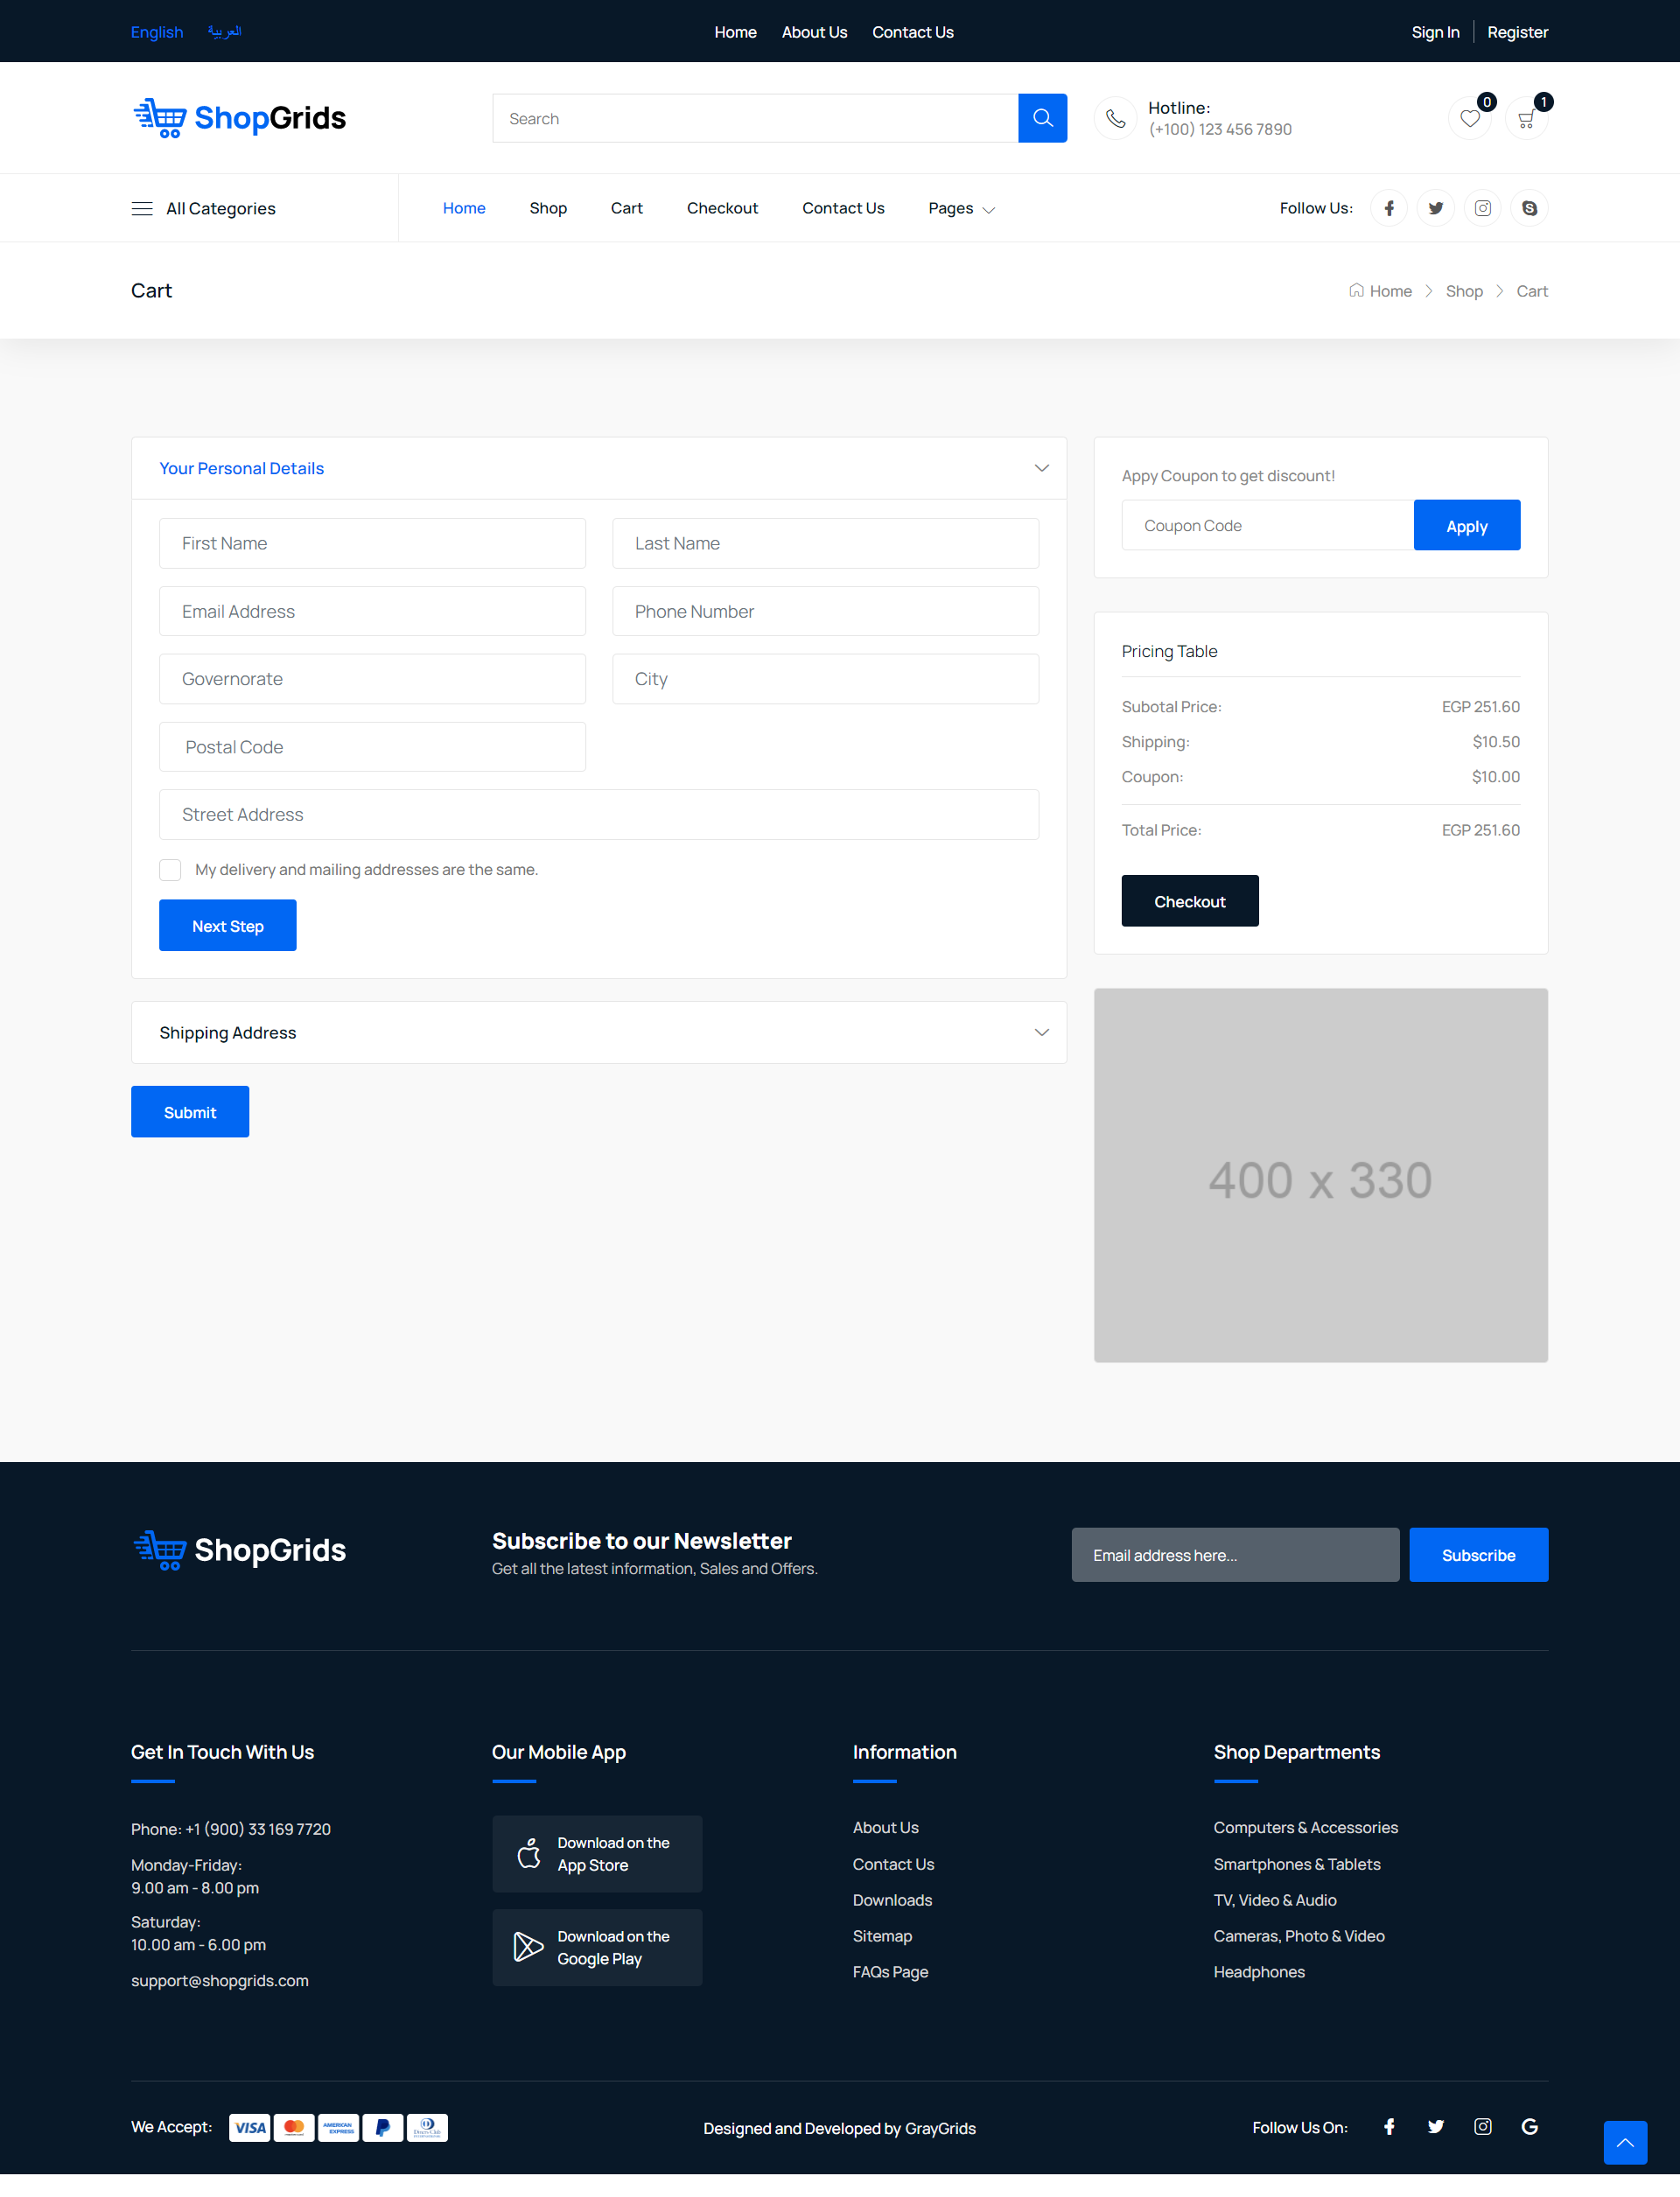 English العربية Home About Us Contact Us Sign In Register
ShopGrids Search Hotline: 0 1
(+100) 123 456 7890
All Categories Home Shop Cart Checkout Contact Us Pages Follow Us:
Cart Home Shop Cart
Your Personal Details
First Name Last Name
Email Address Phone Number
Governorate City
Postal Code
Street Address
My delivery and mailing addresses are the same.
Next Step
Shipping Address
Submit
Appy Coupon to get discount!
Coupon Code Apply
Pricing Table
Subotal Price: EGP 251.60
Shipping: $10.50
Coupon: $10.00
Total Price: EGP 251.60
Checkout
400 x 330
ShopGrids
Subscribe to our Newsletter
Get all the latest information, Sales and Offers.
Email address here... Subscribe
Get In Touch With Us
Phone: +1 (900) 33 169 7720
Monday-Friday:
9.00 am - 8.00 pm
Saturday:
10.00 am - 6.00 pm
support@shopgrids.com
Our Mobile App
Download on the
App Store
Download on the
Google Play
Information
About Us
Contact Us
Downloads
Sitemap
FAQs Page
Shop Departments
Computers & Accessories
Smartphones & Tablets
TV, Video & Audio
Cameras, Photo & Video
Headphones
We Accept: VISA AMERICAN EXPRESS Designed and Developed by GrayGrids Follow Us On: